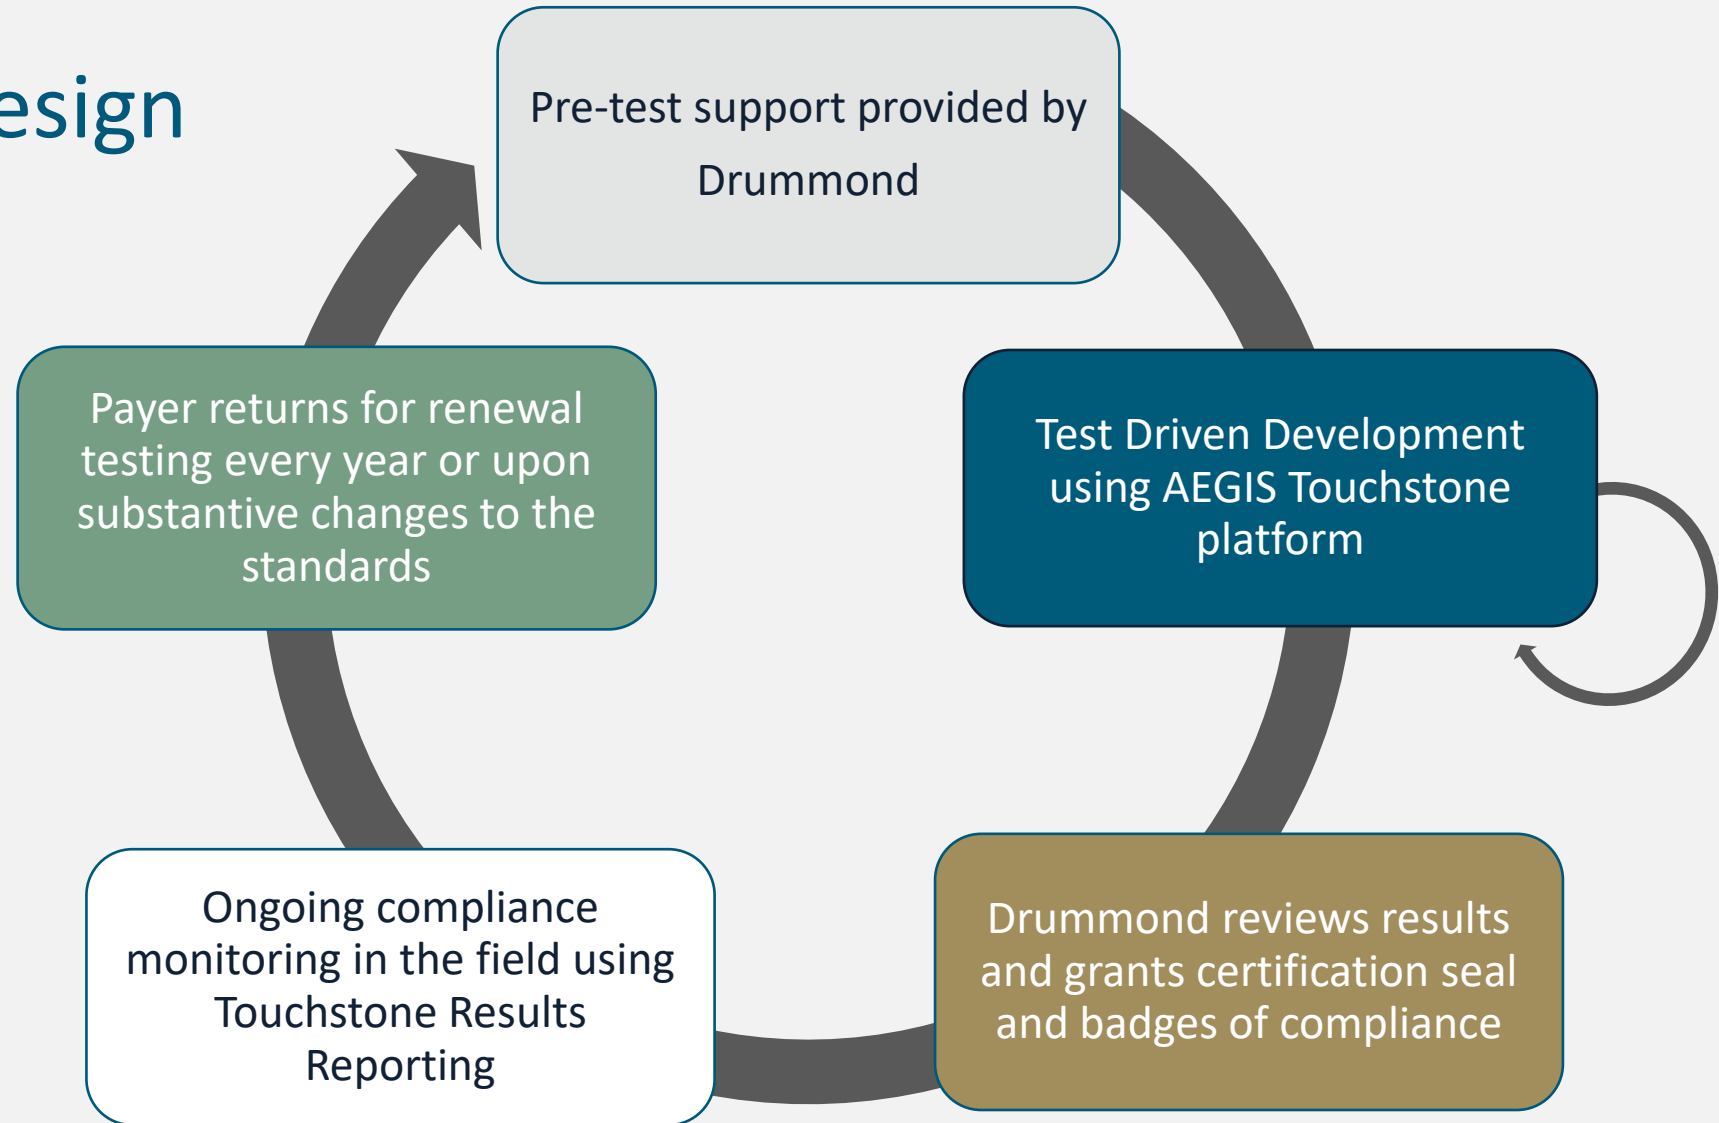 esign
Pre-test support provided by
Drummond
Test Driven Development
using AEGIS Touchstone
platform
Drummond reviews results
and grants certification seal
and badges of compliance
Ongoing compliance
monitoring in the field using
Touchstone Results
Reporting
Payer returns for renewal
testing every year or upon
substantive changes to the
standards